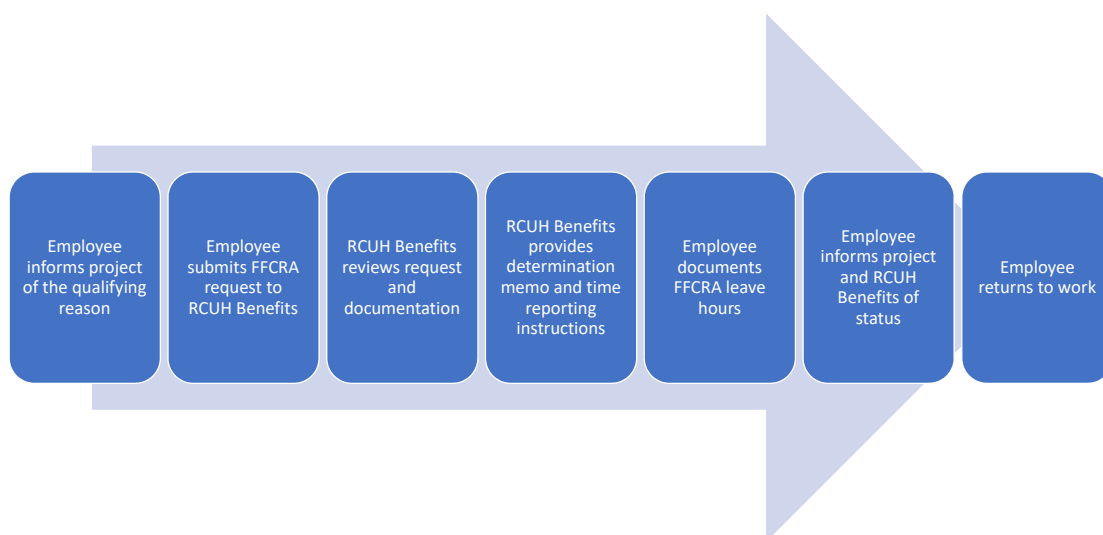 Employee
informs project
of the qualifying
reason
Employee
submits FFCRA
request to
RCUH Benefits
RCUH Benefits
reviews request
and
documentation
RCUH Benefits
provides
determination
memo and time
reporting
instructions
Employee
documents
FFCRA leave
hours
Employee
informs project
and RCUH
Benefits of
status
Employee
returns to work